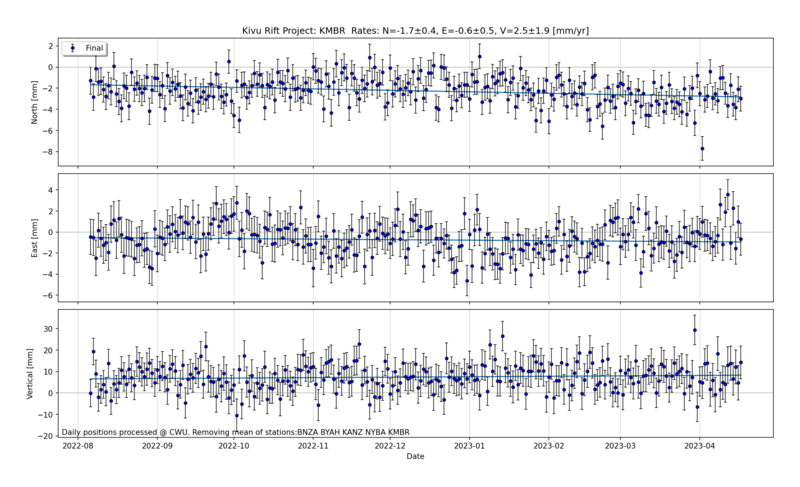 Kivu Rift Project: KMBR Rates: N=-1.7±0.4, E=-0.6±0.5, V=2.5±1.9 [mm/yr]
Final
North [mm]
2
0
−2
−4
−6
−8
East [mm]
4
2
0
−2
−4
−6
Vertical [mm]
30
20
10
0
−10
−20
Daily positions processed @ CWU. Removing mean of stations:BNZA BYAH KANZ NYBA KMBR
2022-08 2022-09 2022-10 2022-11 2022-12 2023-01 2023-02 2023-03 2023-04
Date